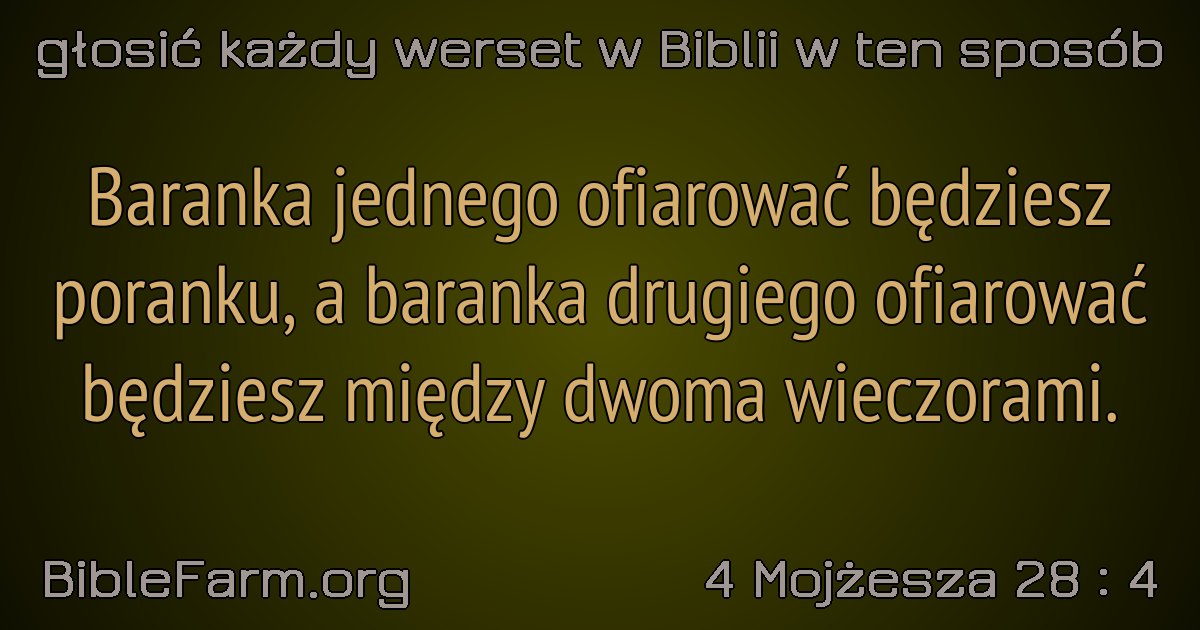 głosić każdy werset w Biblii w ten sposób
Baranka jednego ofiarować będziesz
poranku, a baranka drugiego ofiarować
będziesz między dwoma wieczorami.
BibleFarm.org
4 Mojżesza 28 : 4